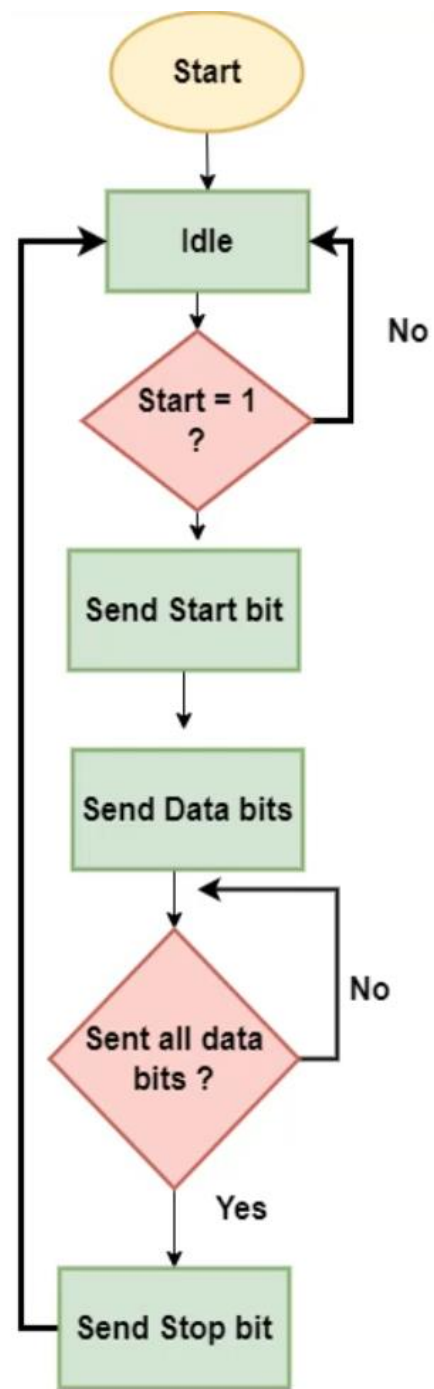 Start
Idle
No
Start = 1
?
Send Start bit
Send Data bits
No
Sent all data
bits ?
Yes
Send Stop bit